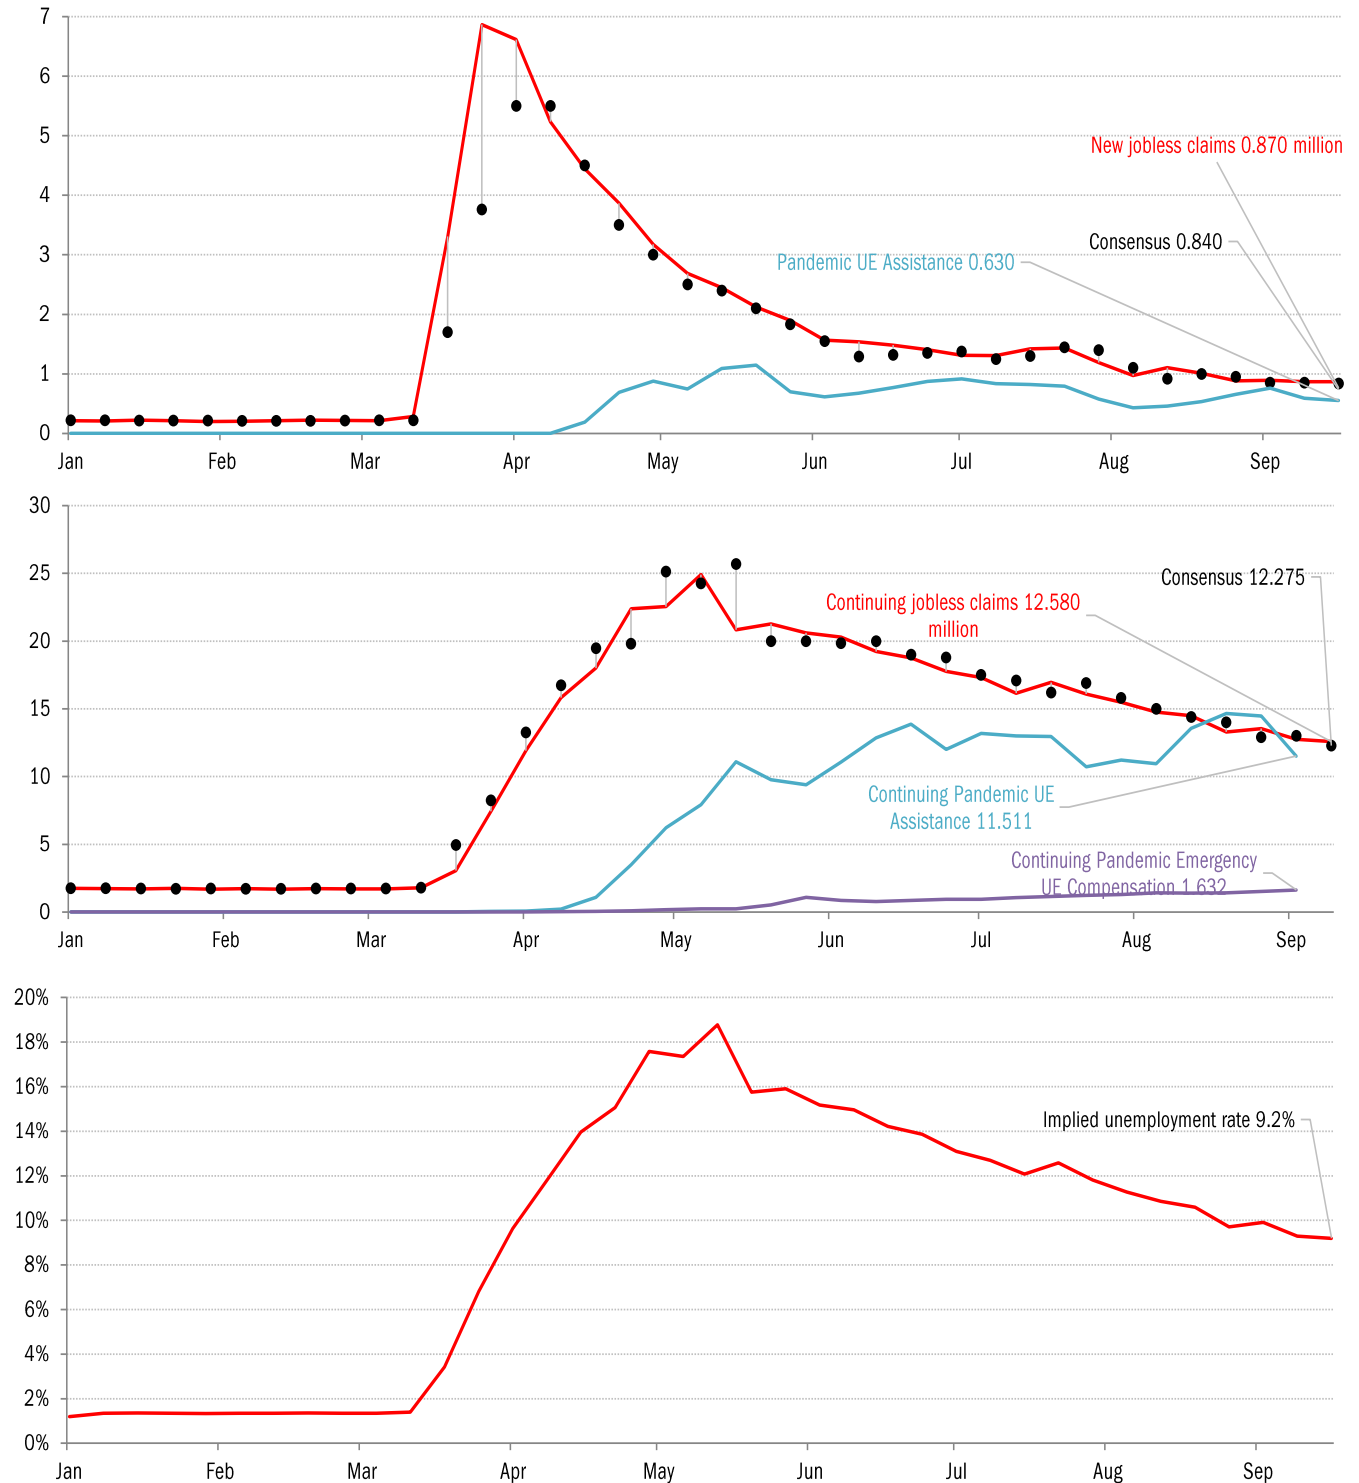 7
6
5
4
3
2
1
0
New jobless claims 0.870 million
Consensus 0.840
Pandemic UE Assistance 0.630
Jan Feb Mar Apr May Jun Jul Aug Sep
30
25
20
15
10
5
0
Consensus 12.275
Continuing jobless claims 12.580
million
Continuing Pandemic UE
Assistance 11.511
Continuing Pandemic Emergency
UE Compensation 1.632
Jan Feb Mar Apr May Jun Jul Aug Sep
20%
18%
16%
14%
12%
10%
8%
6%
4%
2%
0%
Implied unemployment rate 9.2%
Jan Feb Mar Apr May Jun Jul Aug Sep